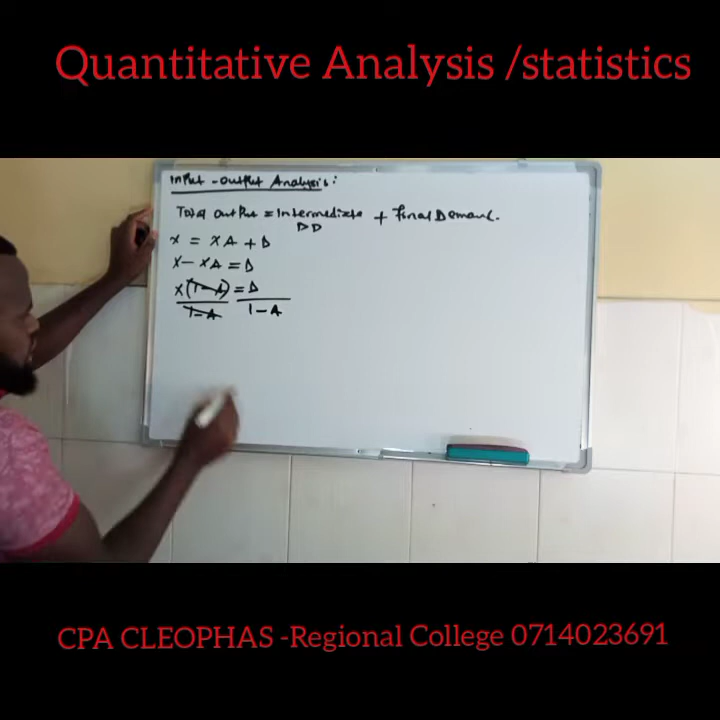 Quantitative Analysis /statistics
Input - output Analysis:
Total output = Intermediate + Final Demand.
DD
X = XA + D
X - XA = D
X(1-A) = D
1-A 1-A
CPA CLEOPHAS -Regional College 0714023691